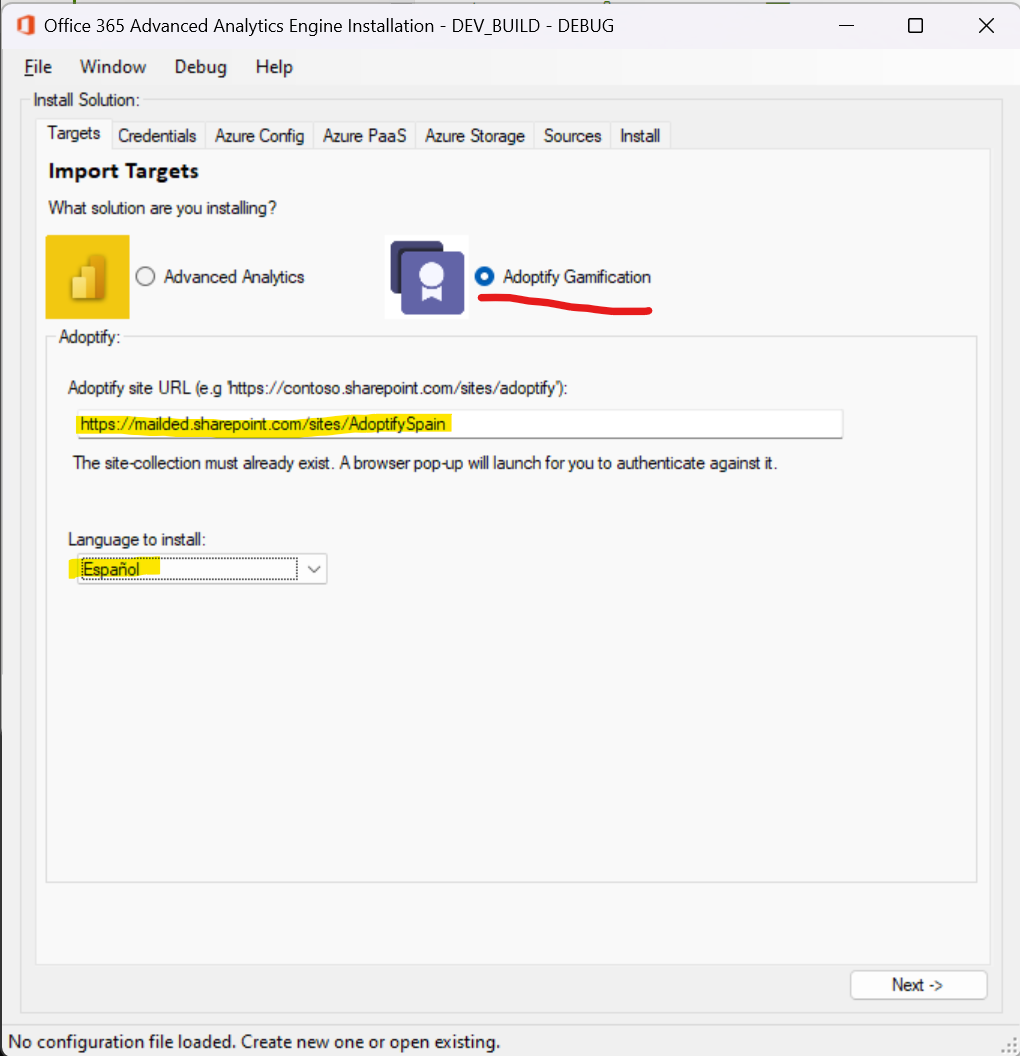 Office 365 Advanced Analytics Engine Installation - DEV_BUILD - DEBUG
File Window Debug Help
Install Solution:
Targets Credentials Azure Config Azure PaaS Azure Storage Sources Install
Import Targets
What solution are you installing?
Advanced Analytics Adoptify Gamification
Adoptify:
Adoptify site URL (e.g 'https://contoso.sharepoint.com/sites/adoptify'):
https://mailded.sharepoint.com/sites/AdoptifySpain
The site-collection must already exist. A browser pop-up will launch for you to authenticate against it.
Language to install:
Español
Next ->
No configuration file loaded. Create new one or open existing.